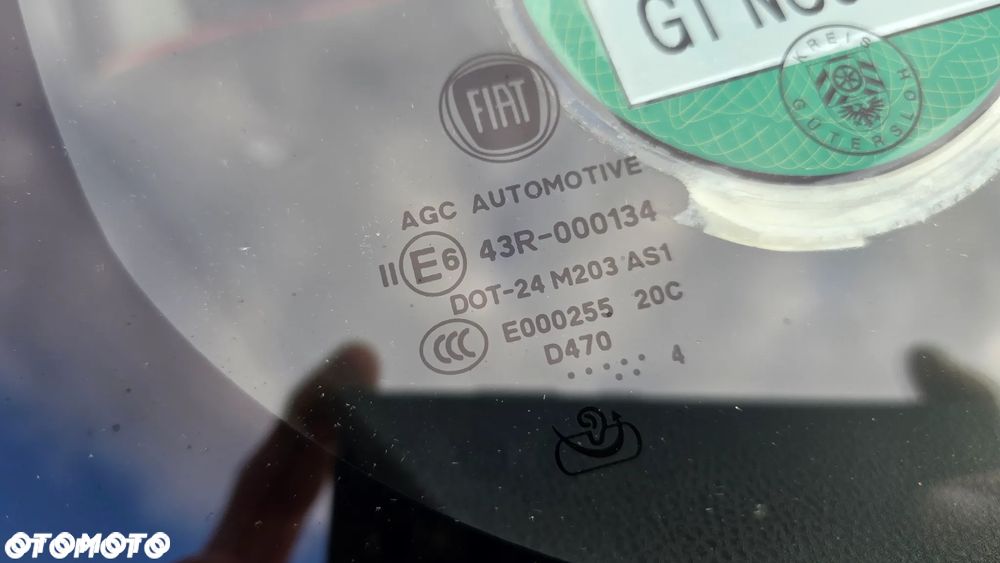 GT
KREIS GÜTERSLOH
FIAT
AGC AUTOMOTIVE
II E6 43R-000134
DOT-24 M203 AS1
CCC E000255 20C
D470
4
OTOMOTO